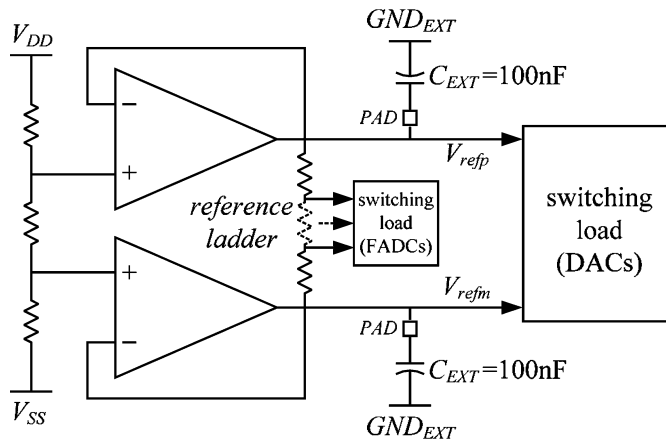 V_DD
GND_EXT
C_EXT=100nF
PAD
V_refp
−
+
reference
ladder
switching
load
(FADCs)
switching
load
(DACs)
+
−
V_refm
PAD
C_EXT=100nF
V_SS
GND_EXT